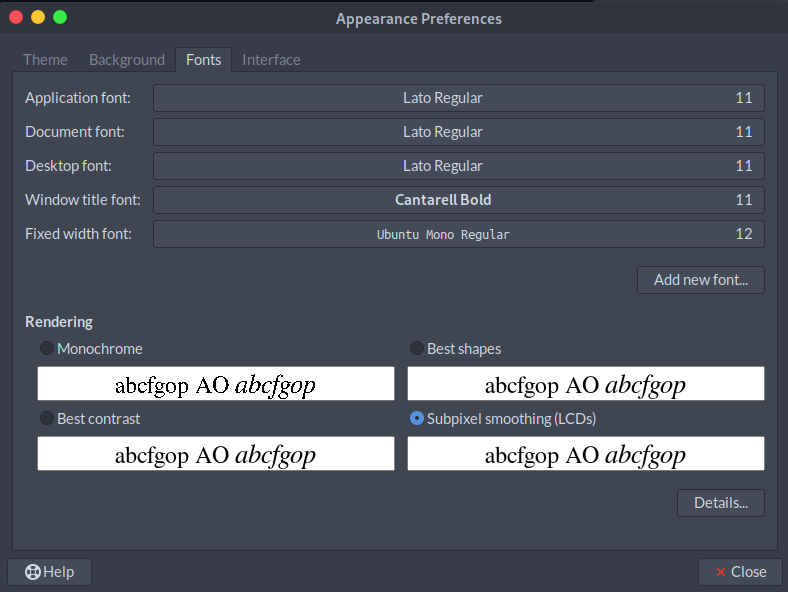 Appearance Preferences
Theme Background Fonts Interface
Application font: Lato Regular 11
Document font: Lato Regular 11
Desktop font: Lato Regular 11
Window title font: Cantarell Bold 11
Fixed width font: Ubuntu Mono Regular 12
Add new font...
Rendering
Monochrome Best shapes
abcfgop AO abcfgop abcfgop AO abcfgop
Best contrast Subpixel smoothing (LCDs)
abcfgop AO abcfgop abcfgop AO abcfgop
Details...
Help Close